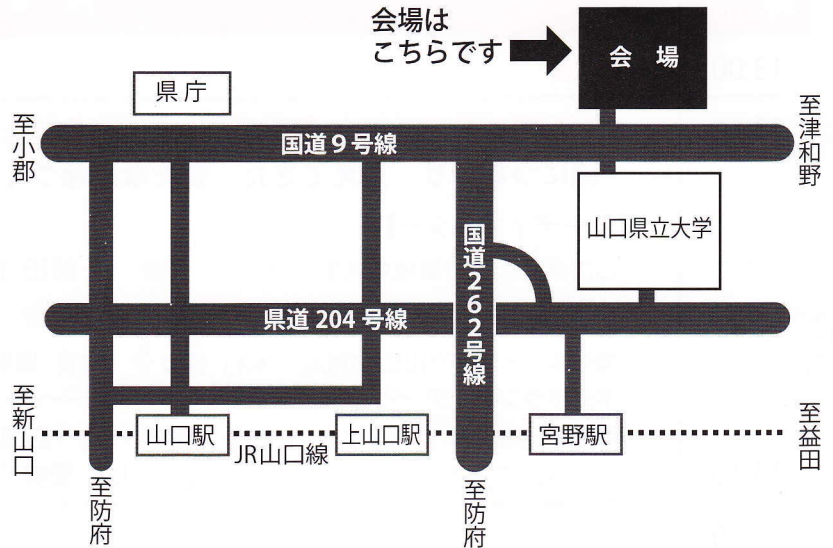 会場は
こちらです
会　場
県庁
至小郡
国道9号線
至津和野
山口県立大学
国道262号線
県道 204 号線
至新山口
山口駅
JR山口線
上山口駅
宮野駅
至益田
至防府
至防府